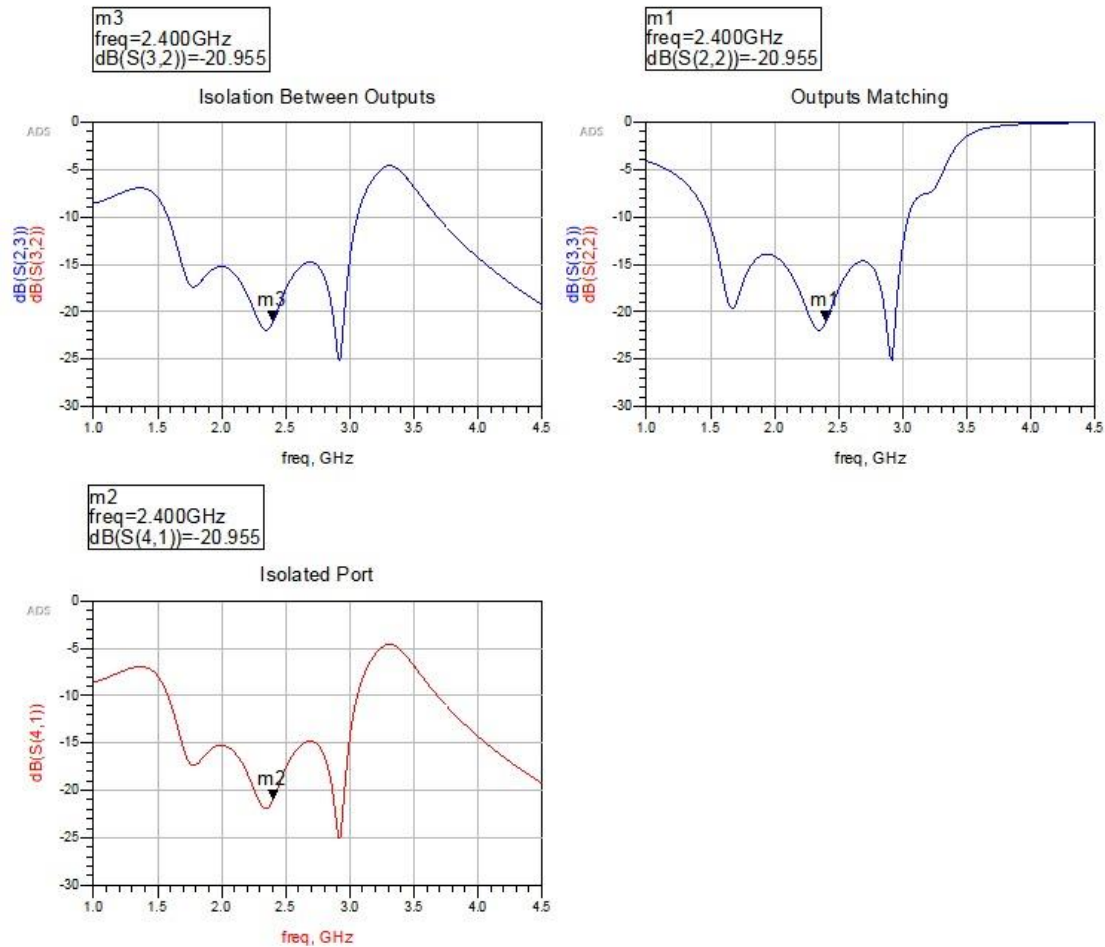 m3
freq=2.400GHz
dB(S(3,2))=-20.955
m1
freq=2.400GHz
dB(S(2,2))=-20.955
Isolation Between Outputs
ADS
0
-5
-10
-15
-20
-25
-30
dB(S(2,3))
dB(S(3,2))
m3
1.0 1.5 2.0 2.5 3.0 3.5 4.0 4.5
freq, GHz
Outputs Matching
ADS
0
-5
-10
-15
-20
-25
-30
dB(S(3,3))
dB(S(2,2))
m1
1.0 1.5 2.0 2.5 3.0 3.5 4.0 4.5
freq, GHz
m2
freq=2.400GHz
dB(S(4,1))=-20.955
Isolated Port
ADS
0
-5
-10
-15
-20
-25
-30
dB(S(4,1))
m2
1.0 1.5 2.0 2.5 3.0 3.5 4.0 4.5
freq, GHz